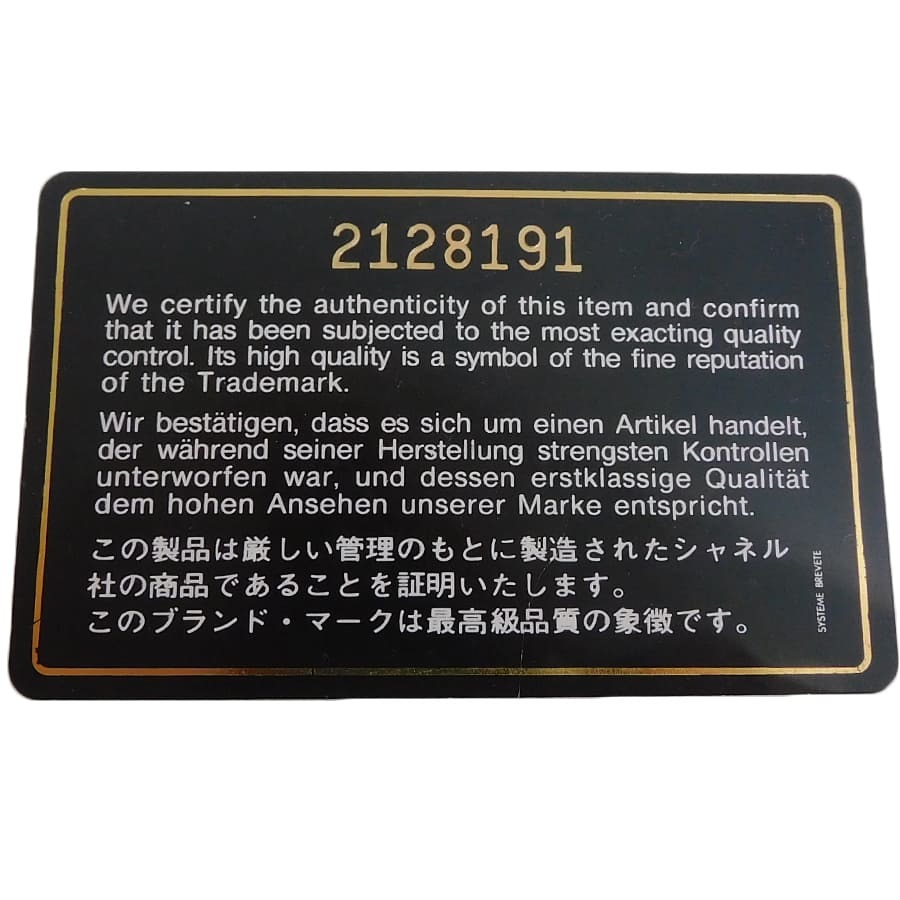 2128191
We certify the authenticity of this item and confirm
that it has been subjected to the most exacting quality
control. Its high quality is a symbol of the fine reputation
of the Trademark.
Wir bestätigen, dass es sich um einen Artikel handelt,
der während seiner Herstellung strengsten Kontrollen
unterworfen war, und dessen erstklassige Qualität
dem hohen Ansehen unserer Marke entspricht.
この製品は厳しい管理のもとに製造されたシャネル
社の商品であることを証明いたします。
このブランド・マークは最高級品質の象徴です。
SYSTEME BREVETE